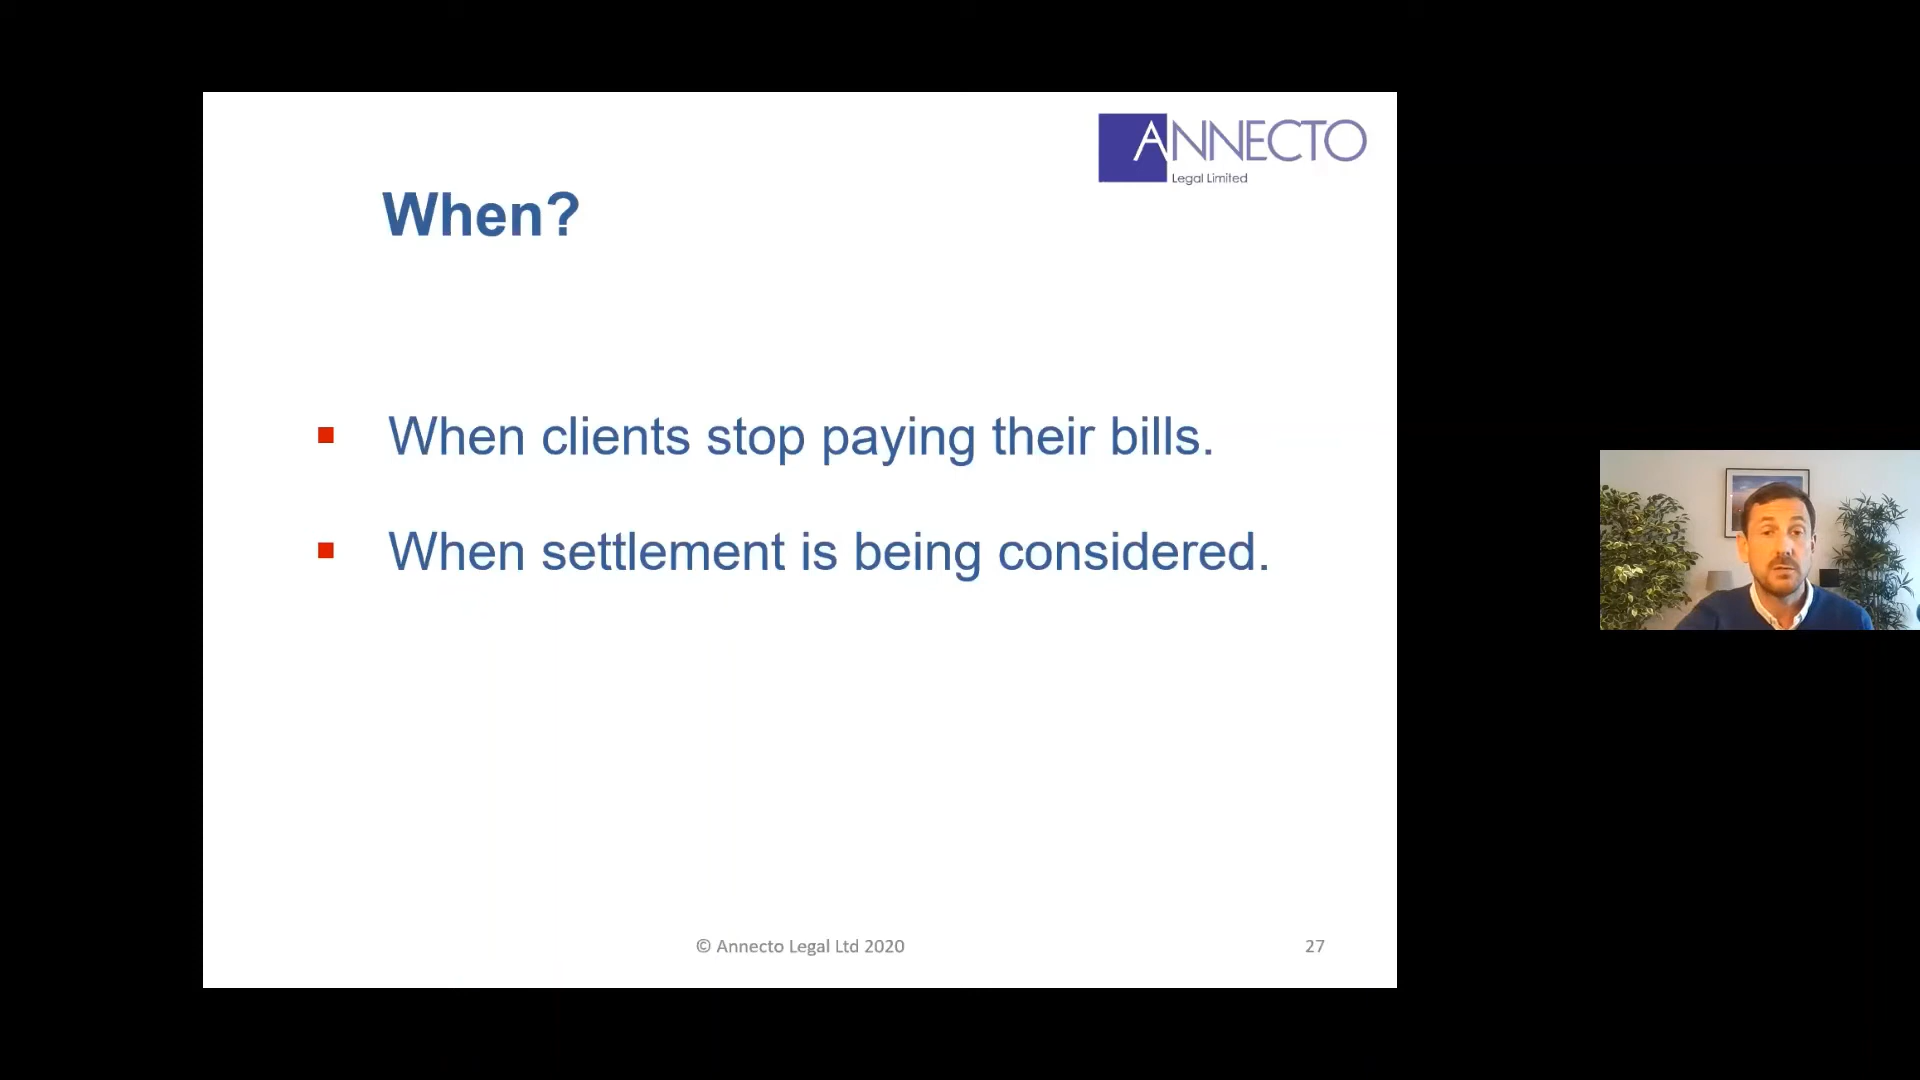 ANNECTO
Legal Limited
When?
When clients stop paying their bills.
When settlement is being considered.
© Annecto Legal Ltd 2020
27